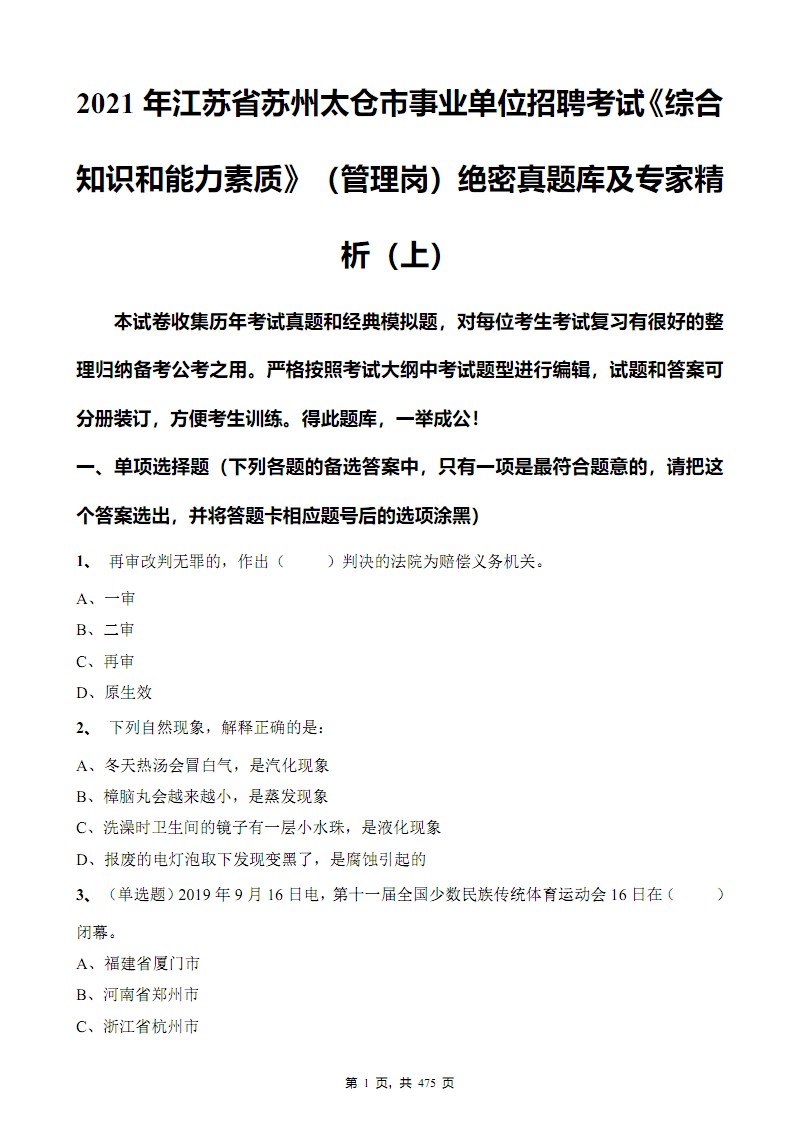 2021 年江苏省苏州太仓市事业单位招聘考试《综合
知识和能力素质》（管理岗）绝密真题库及专家精
析（上）
本试卷收集历年考试真题和经典模拟题，对每位考生考试复习有很好的整
理归纳备考公考之用。严格按照考试大纲中考试题型进行编辑，试题和答案可
分册装订，方便考生训练。得此题库，一举成公！
一、单项选择题（下列各题的备选答案中，只有一项是最符合题意的，请把这
个答案选出，并将答题卡相应题号后的选项涂黑）
1、 再审改判无罪的，作出（　　）判决的法院为赔偿义务机关。
A、一审
B、二审
C、再审
D、原生效
2、 下列自然现象，解释正确的是：
A、冬天热汤会冒白气，是汽化现象
B、樟脑丸会越来越小，是蒸发现象
C、洗澡时卫生间的镜子有一层小水珠，是液化现象
D、报废的电灯泡取下发现变黑了，是腐蚀引起的
3、 （单选题）2019 年 9 月 16 日电，第十一届全国少数民族传统体育运动会 16 日在（　　）
闭幕。
A、福建省厦门市
B、河南省郑州市
C、浙江省杭州市
第 1 页，共 475 页